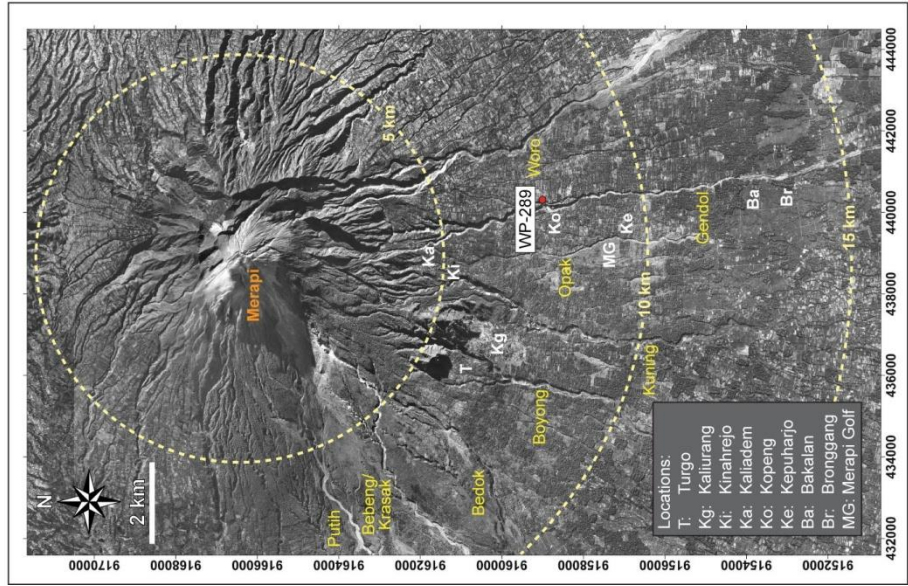 N
2 km
Merapi
5 km
Putih
Bebeng/
Krasak
Bedok
Boyong
Kuning
Opak
Woro
Gendol
T
Kg
Ki
Ka
WP-289
Ko
MG
Ke
Ba
Br
10 km
15 km
Locations:
T: Turgo
Kg: Kaliurang
Ki: Kinahrejo
Ka: Kaliadem
Ko: Kopeng
Ke: Kepuharjo
Ba: Bakalan
Br: Bronggang
MG : Merapi Golf
9170000
9168000
9166000
9164000
9162000
9160000
9158000
9156000
9154000
9152000
432000
434000
436000
438000
440000
442000
444000